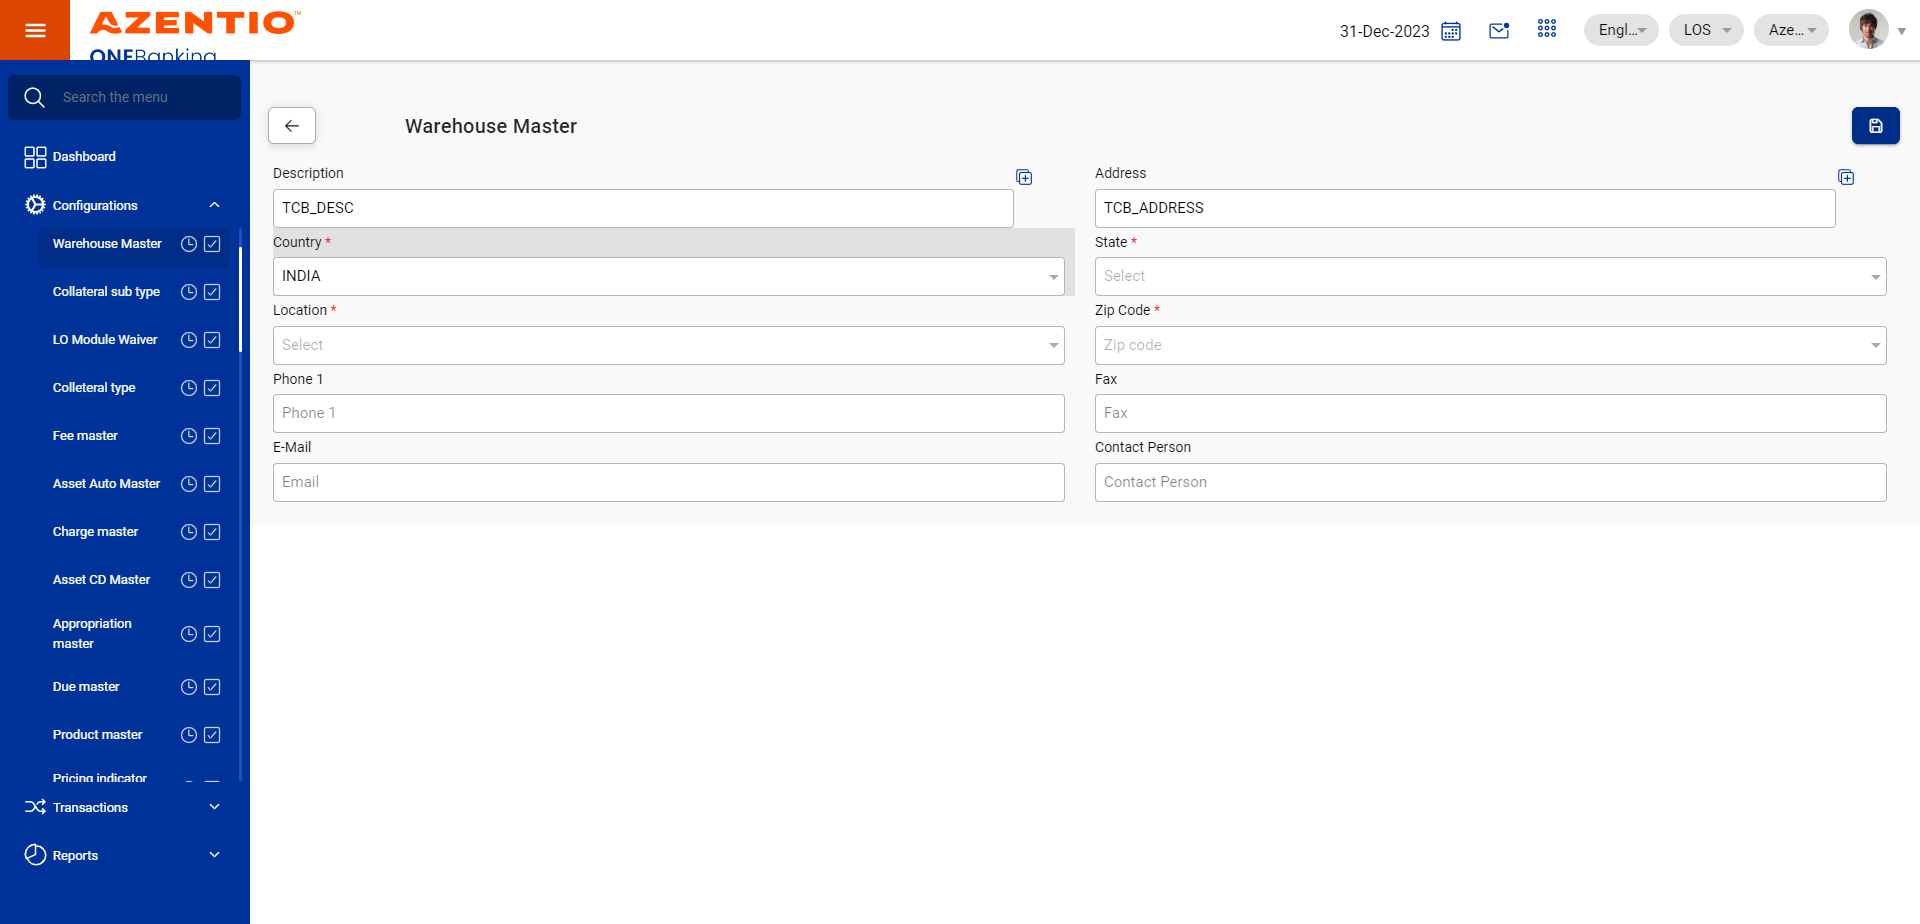 AZENTIO™
ONEBanking
31-Dec-2023
Engl...
LOS
Aze...
Search the menu
Dashboard
Configurations
Warehouse Master
Collateral sub type
LO Module Waiver
Colleteral type
Fee master
Asset Auto Master
Charge master
Asset CD Master
Appropriation
master
Due master
Product master
Pricing indicator
Transactions
Reports
Warehouse Master
Description
TCB_DESC
Address
TCB_ADDRESS
Country *
INDIA
State *
Select
Location *
Select
Zip Code *
Zip code
Phone 1
Phone 1
Fax
Fax
E-Mail
Email
Contact Person
Contact Person